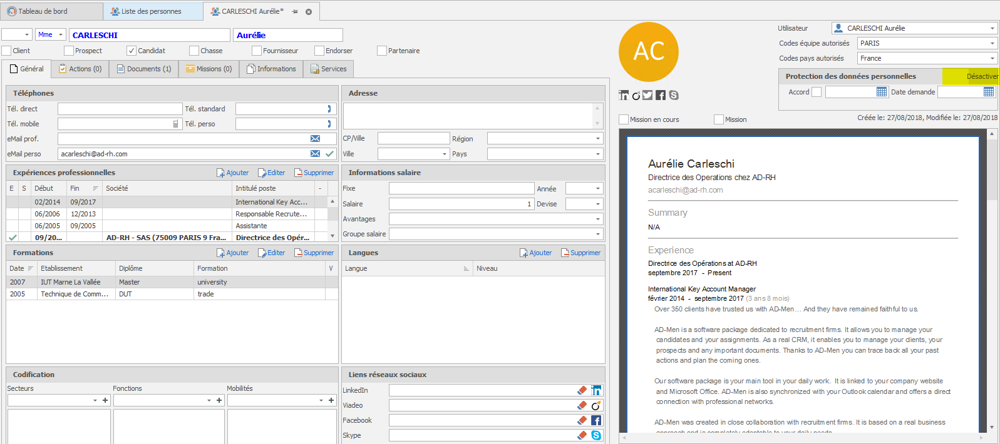 Tableau de bord
Liste des personnes
CARLESCHI Aurélie*
Mme
CARLESCHI
Aurélie
Client
Prospect
Candidat
Chasse
Fournisseur
Endorser
Partenaire
Général
Actions (0)
Documents (1)
Missions (0)
Informations
Services
Téléphones
Tél. direct
Tél. standard
Tél. mobile
Tél. perso
eMail prof.
eMail perso
acarleschi@ad-rh.com
Adresse
CP/Ville
Région
Ville
Pays
Expériences professionnelles
Ajouter
Editer
Supprimer
E S Début Fin Société Intitulé poste -
02/2014 09/2017 International Key Acc...
06/2006 12/2013 Responsable Recrute...
06/2005 09/2005 Assistante
09/20... AD-RH - SAS (75009 PARIS 9 Fra... Directrice des Opér...
Informations salaire
Fixe
Année
Salaire
1
Devise
Avantages
Groupe salaire
Formations
Ajouter
Editer
Supprimer
Date Etablissement Diplôme Formation V
2007 IUT Marne La Vallée Master university
2005 Technique de Comm... DUT trade
Langues
Ajouter
Supprimer
Langue Niveau
Codification
Secteurs
Fonctions
Mobilités
Liens réseaux sociaux
LinkedIn
Viadeo
Facebook
Skype
AC
Utilisateur
CARLESCHI Aurélie
Codes équipe autorisés
PARIS
Codes pays autorisés
France
Protection des données personnelles
Désactiver
Accord
Date demande
Mission en cours
Mission
Créée le: 27/08/2018, Modifiée le: 27/08/2018
Aurélie Carleschi
Directrice des Operations chez AD-RH
acarleschi@ad-rh.com
Summary
N/A
Experience
Directrice des Opérations at AD-RH
septembre 2017 - Present
International Key Account Manager
février 2014 - septembre 2017 (3 ans 8 mois)
Over 350 clients have trusted us with AD-Men… And they have remained faithful to us.
AD-Men is a software package dedicated to recruitment firms. It allows you to manage your
candidates and your assignments. As a real CRM, it enables you to manage your clients, your
prospects and any important documents. Thanks to AD-Men you can trace back all your past
actions and plan the coming ones.
Our software package is your main tool in your daily work. It is linked to your company website
and Microsoft Office. AD-Men is also synchronized with your Outlook calendar and offers a direct
connection with professional networks.
AD-Men was created in close collaboration with recruitment firms. It is based on a real business
approach and is completely adaptable to your daily needs.